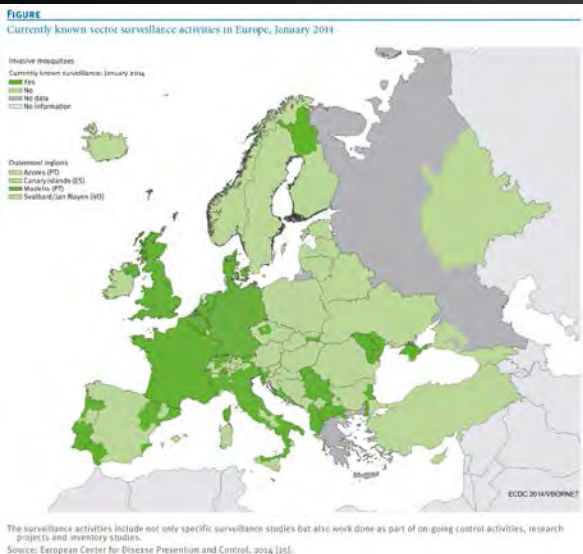 FIGURE
Currently known vector surveillance activities in Europe, January 2014
Invasive mosquitoes
Currently known surveillance: January 2014
Yes
No
No data
No information
Outermost regions
Azores (PT)
Canary Islands (ES)
Madeira (PT)
Svalbard/Jan Mayen (NO)
ECDC 2014/VBORNET
The surveillance activities include not only specific surveillance studies but also work done as part of on-going control activities, research
projects and inventory studies.
Source: European Center for Disease Prevention and Control, 2014 [25].